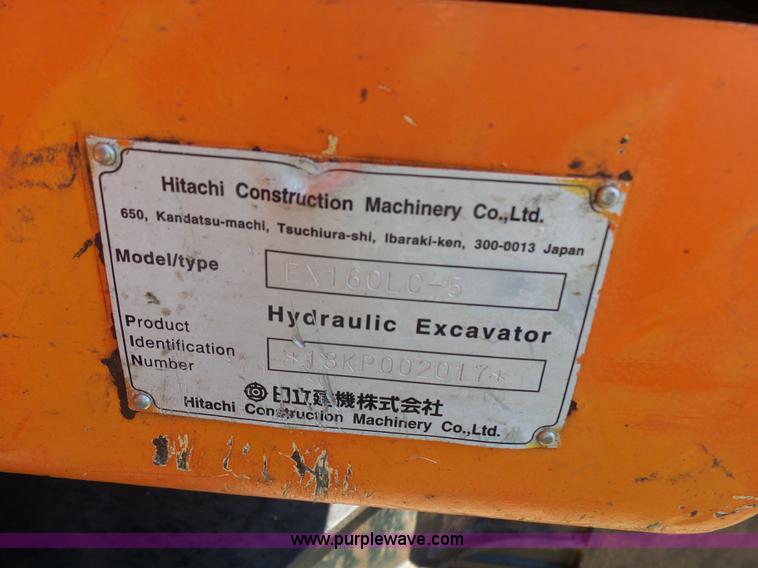 Hitachi Construction Machinery Co.,Ltd.
650, Kandatsu-machi, Tsuchiura-shi, Ibaraki-ken, 300-0013 Japan
Model/type EX160LC-5
Hydraulic Excavator
Product Identification Number *18KP002017*
日立建機株式会社
Hitachi Construction Machinery Co.,Ltd.
www.purplewave.com